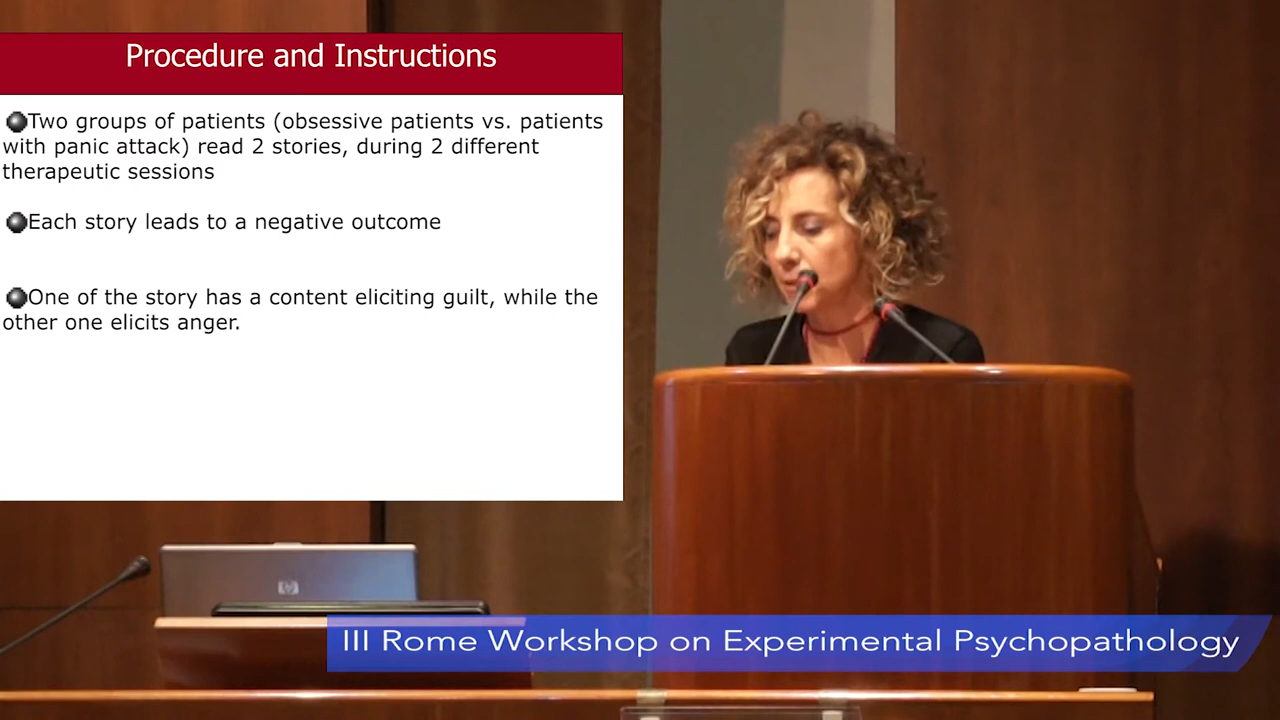 Procedure and Instructions
Two groups of patients (obsessive patients vs. patients
with panic attack) read 2 stories, during 2 different
therapeutic sessions
Each story leads to a negative outcome
One of the story has a content eliciting guilt, while the
other one elicits anger.
hp
III Rome Workshop on Experimental Psychopathology